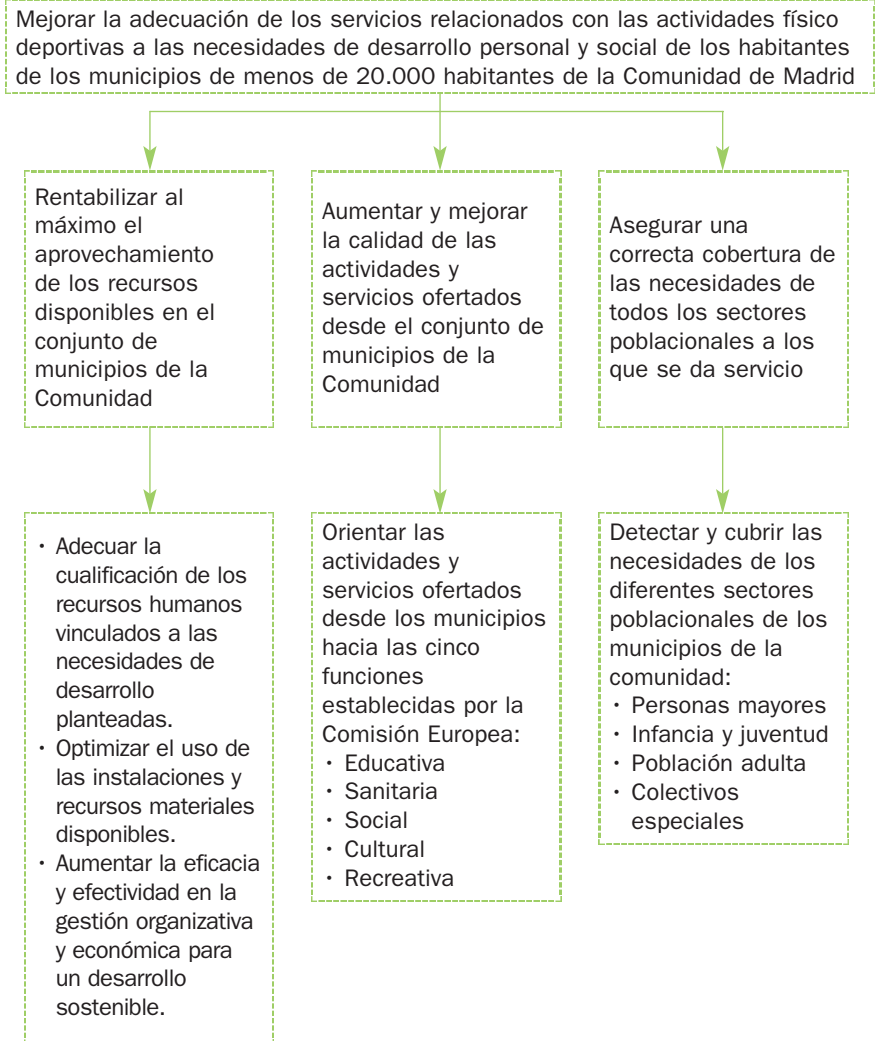 Mejorar la adecuación de los servicios relacionados con las actividades físico
deportivas a las necesidades de desarrollo personal y social de los habitantes
de los municipios de menos de 20.000 habitantes de la Comunidad de Madrid
Rentabilizar al
máximo el
aprovechamiento
de los recursos
disponibles en el
conjunto de
municipios de la
Comunidad
Aumentar y mejorar
la calidad de las
actividades y
servicios ofertados
desde el conjunto de
municipios de la
Comunidad
Asegurar una
correcta cobertura de
las necesidades de
todos los sectores
poblacionales a los
que se da servicio
· Adecuar la
cualificación de los
recursos humanos
vinculados a las
necesidades de
desarrollo
planteadas.
· Optimizar el uso de
las instalaciones y
recursos materiales
disponibles.
· Aumentar la eficacia
y efectividad en la
gestión organizativa
y económica para
un desarrollo
sostenible.
Orientar las
actividades y
servicios ofertados
desde los municipios
hacia las cinco
funciones
establecidas por la
Comisión Europea:
· Educativa
· Sanitaria
· Social
· Cultural
· Recreativa
Detectar y cubrir las
necesidades de los
diferentes sectores
poblacionales de los
municipios de la
comunidad:
· Personas mayores
· Infancia y juventud
· Población adulta
· Colectivos
especiales